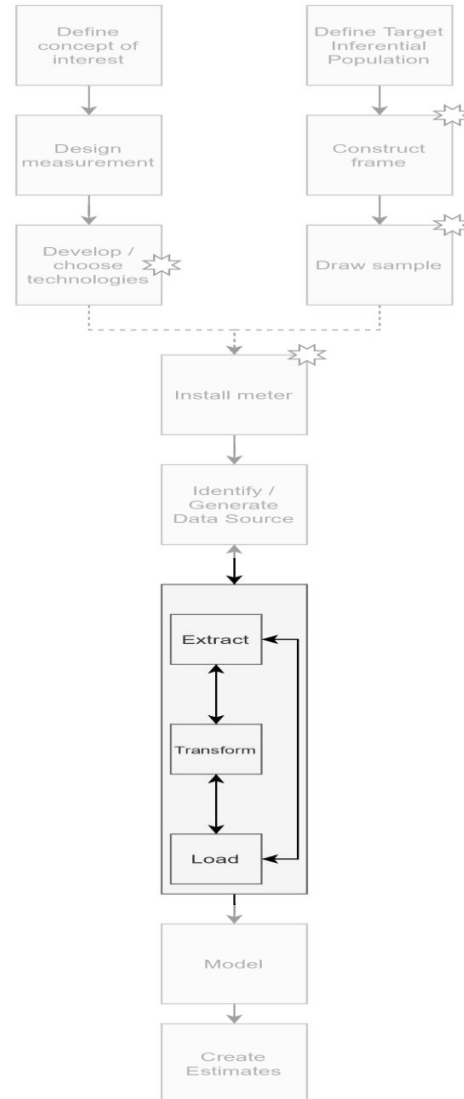 Define
concept of
interest
Define Target
Inferential
Population
Design
measurement
Construct
frame
Develop /
choose
technologies
Draw sample
Install meter
Identify /
Generate
Data Source
Extract
Transform
Load
Model
Create
Estimates